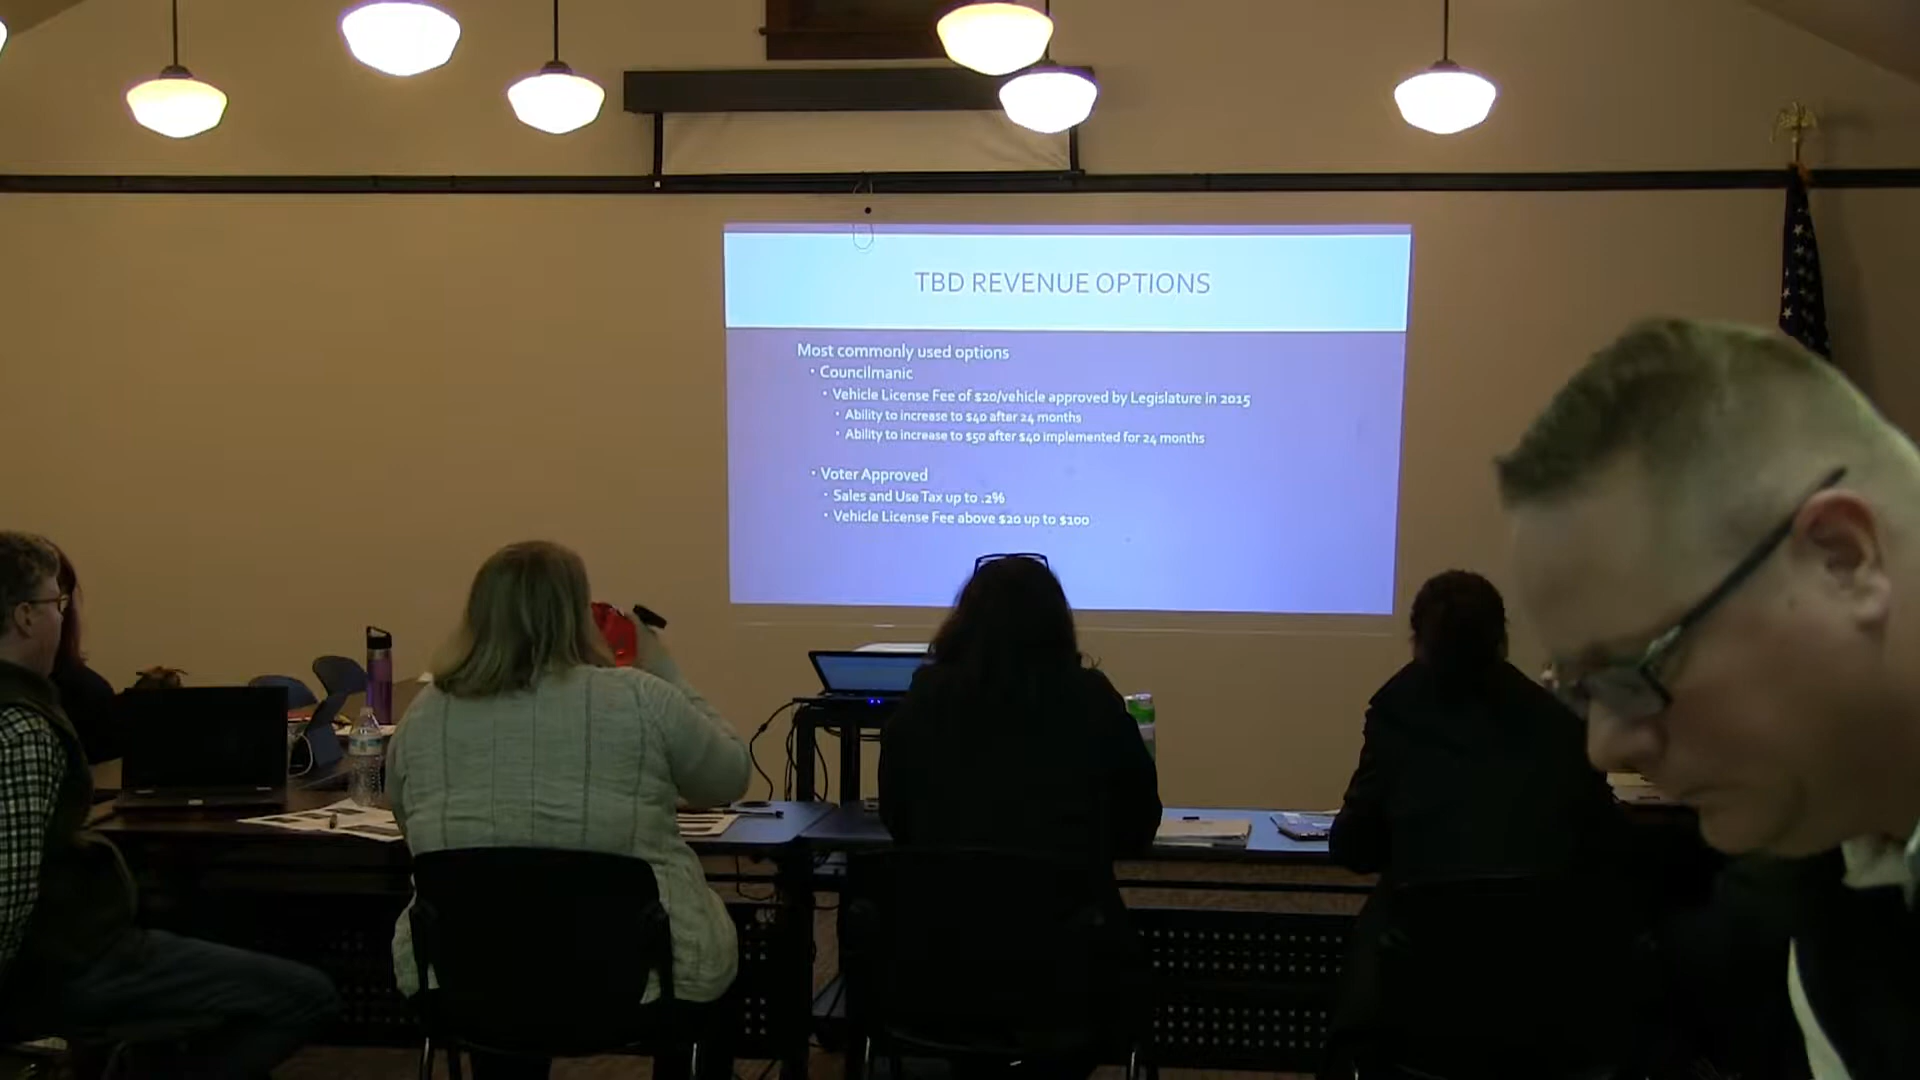 TBD REVENUE OPTIONS
Most commonly used options
• Councilmanic
• Vehicle License Fee of $20/vehicle approved by Legislature in 2015
• Ability to increase to $40 after 24 months
• Ability to increase to $50 after $40 implemented for 24 months
• Voter Approved
• Sales and Use Tax up to .2%
• Vehicle License Fee above $20 up to $100